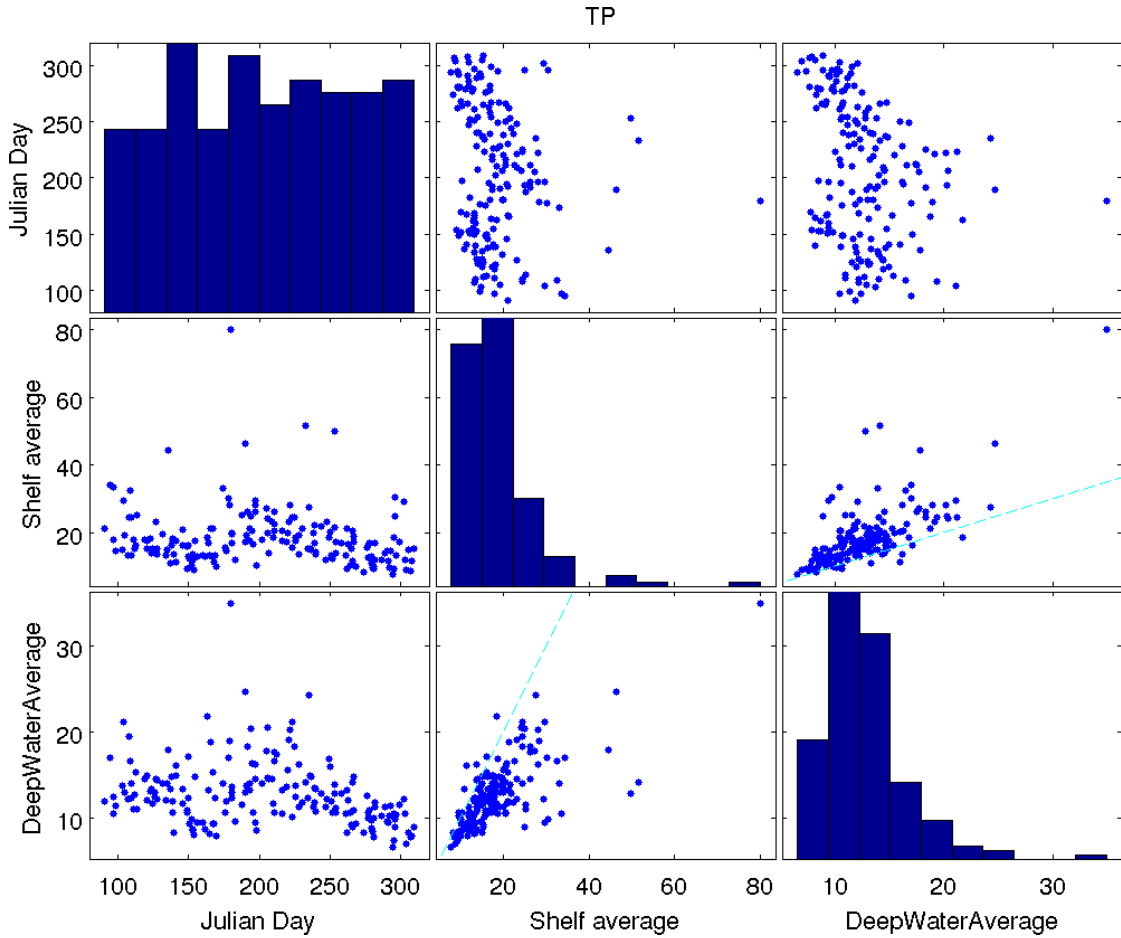 TP
Julian Day
300
250
200
150
100
Shelf average
80
60
40
20
DeepWaterAverage
30
20
10
100 150 200 250 300
20 40 60 80
10 20 30
Julian Day
Shelf average
DeepWaterAverage